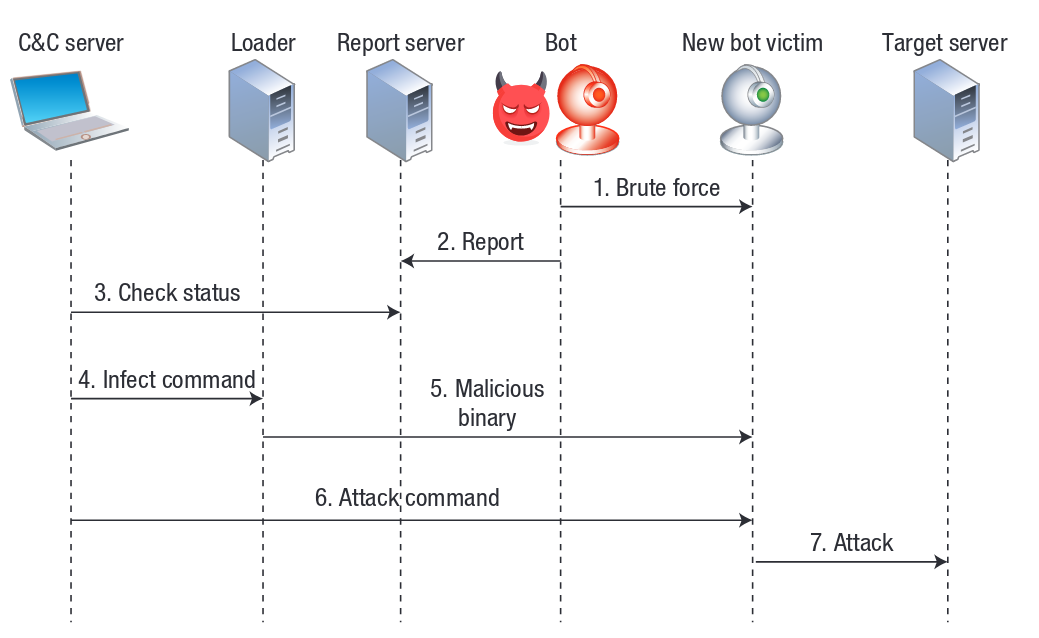 C&C server
Loader
Report server
Bot
New bot victim
Target server
1. Brute force
2. Report
3. Check status
4. Infect command
5. Malicious
binary
6. Attack command
7. Attack